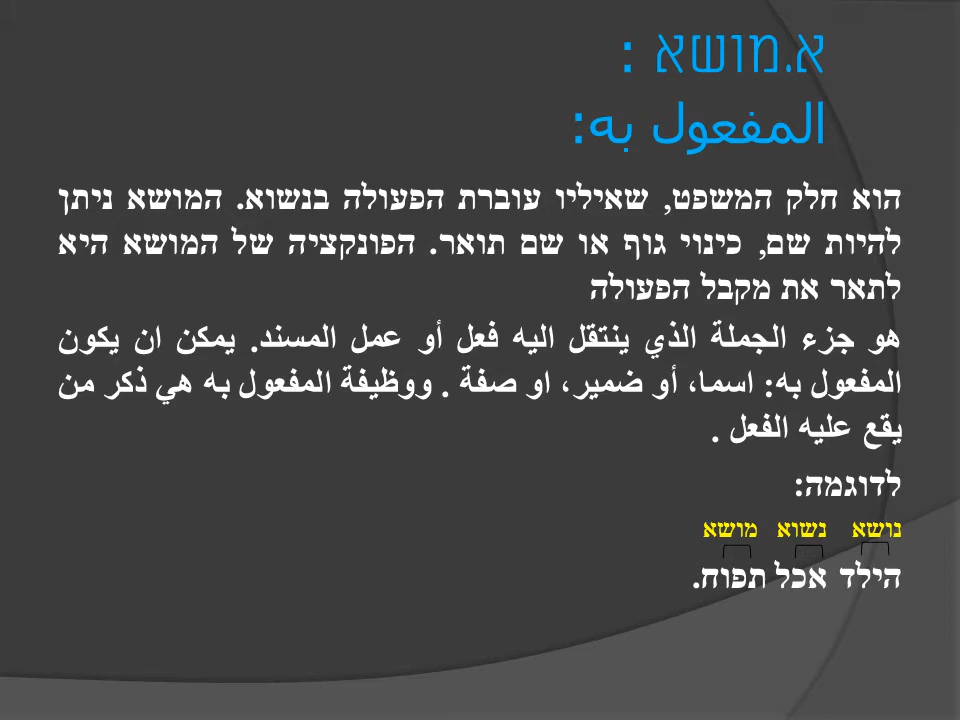 א.מושא :
المفعول به:
הוא חלק המשפט, שאיליו עוברת הפעולה בנשוא. המושא ניתן
להיות שם, כינוי גוף או שם תואר. הפונקציה של המושא היא
לתאר את מקבל הפעולה
هو جزء الجملة الذي ينتقل اليه فعل أو عمل المسند. يمكن ان يكون
المفعول به: اسما، أو ضمير، او صفة . ووظيفة المفعول به هي ذكر من
يقع عليه الفعل .
לדוגמה:
נושא נשוא מושא
הילד אכל תפוח.